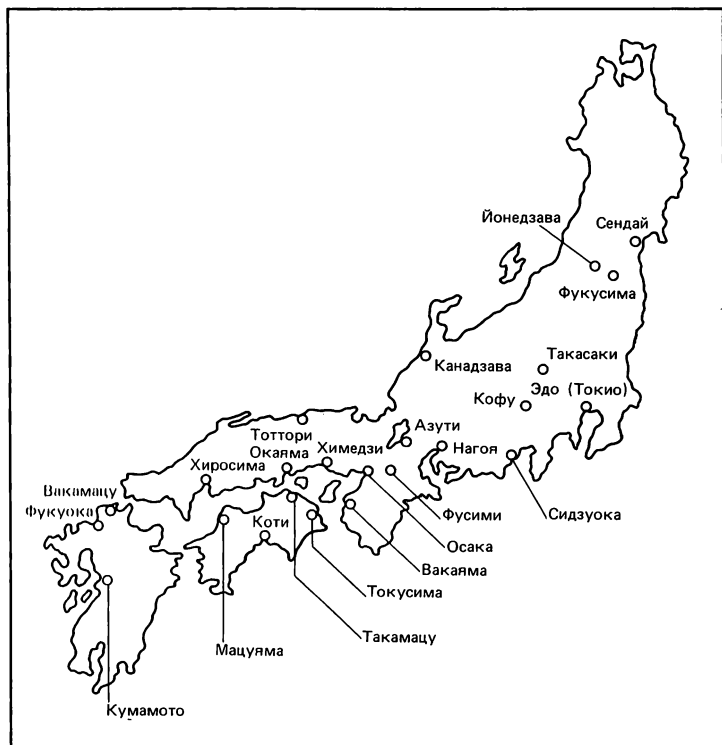 Йонедзава
Сендай
Фукусима
Канадзава
Такасаки
Кофу
Эдо (Токио)
Азути
Тоттори
Окаяма
Химедзи
Нагоя
Хиросима
Вакамацу
Фукуока
Фусими
Сидзуока
Коти
Осака
Вакаяма
Токусима
Такамацу
Мацуяма
Кумамото